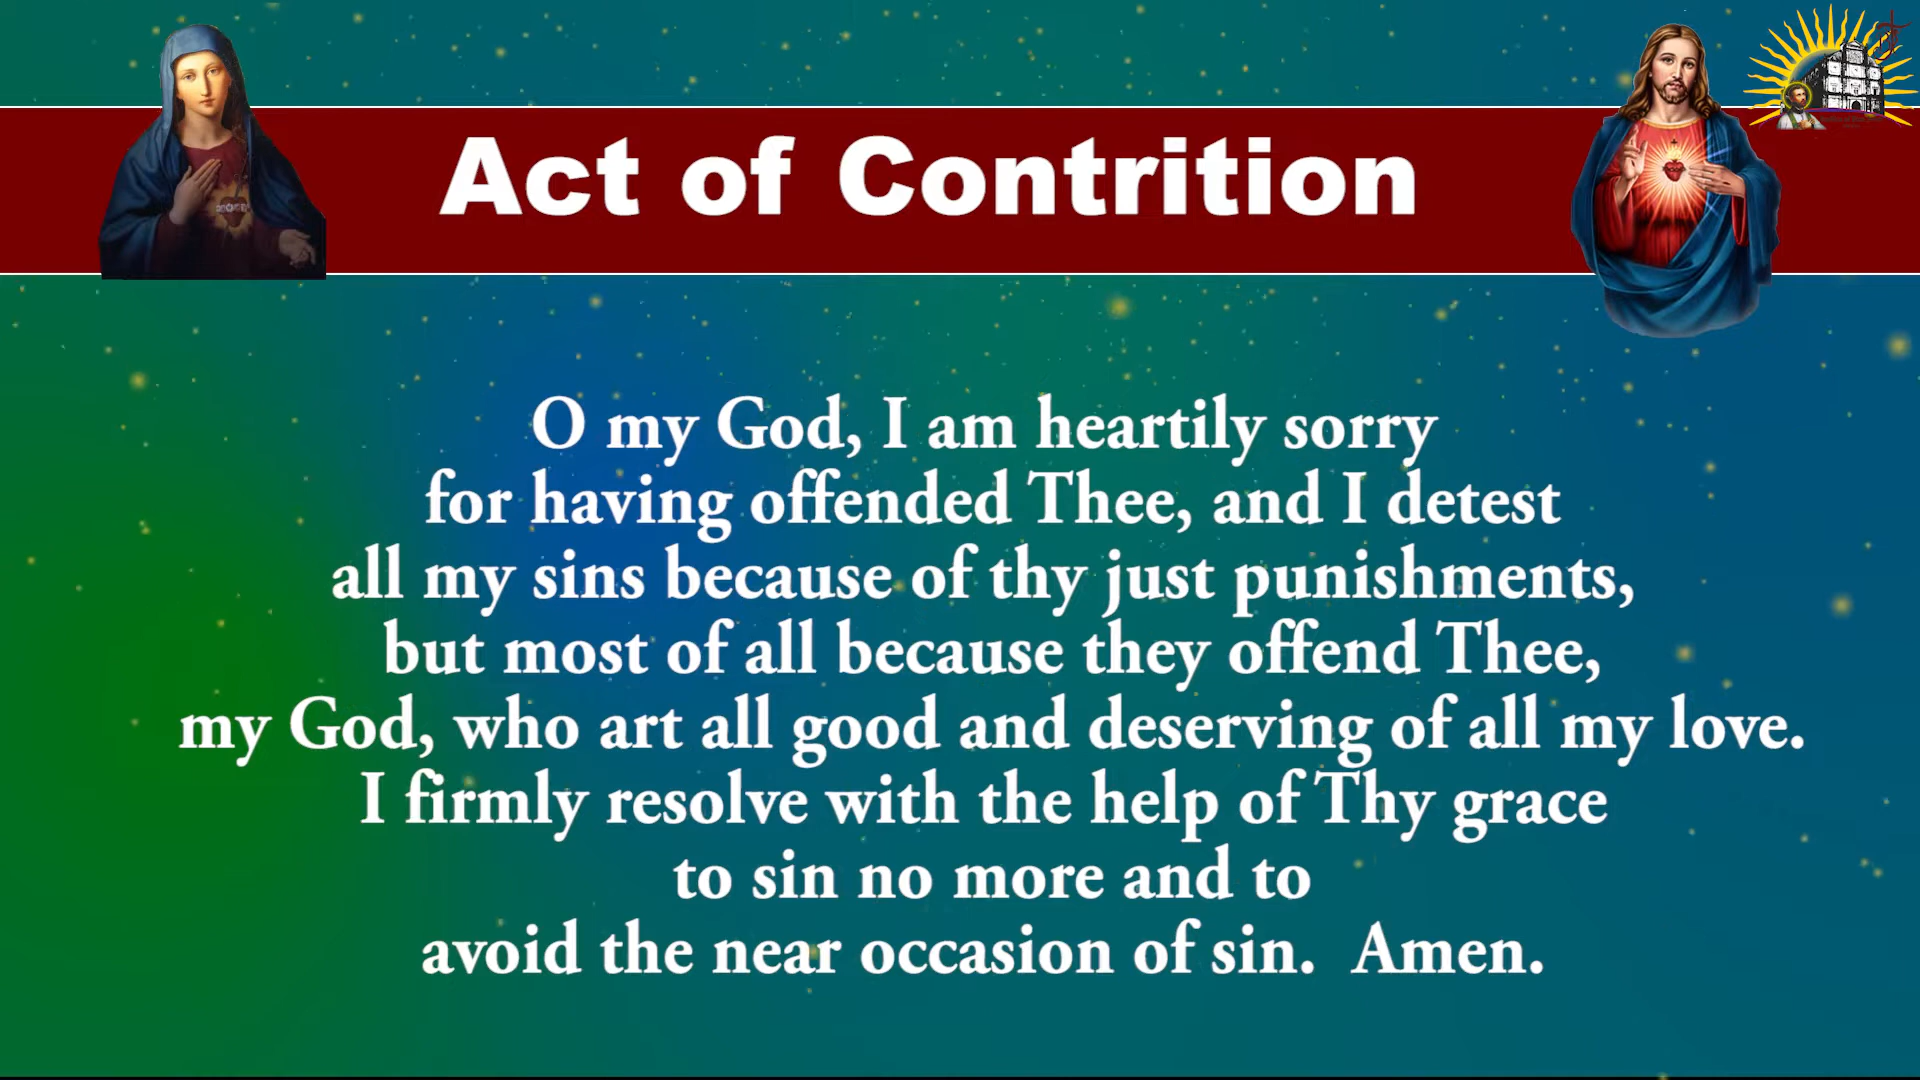 Act of Contrition
O my God, I am heartily sorry
for having offended Thee, and I detest
all my sins because of thy just punishments,
but most of all because they offend Thee,
my God, who art all good and deserving of all my love.
I firmly resolve with the help of Thy grace
to sin no more and to
avoid the near occasion of sin.  Amen.